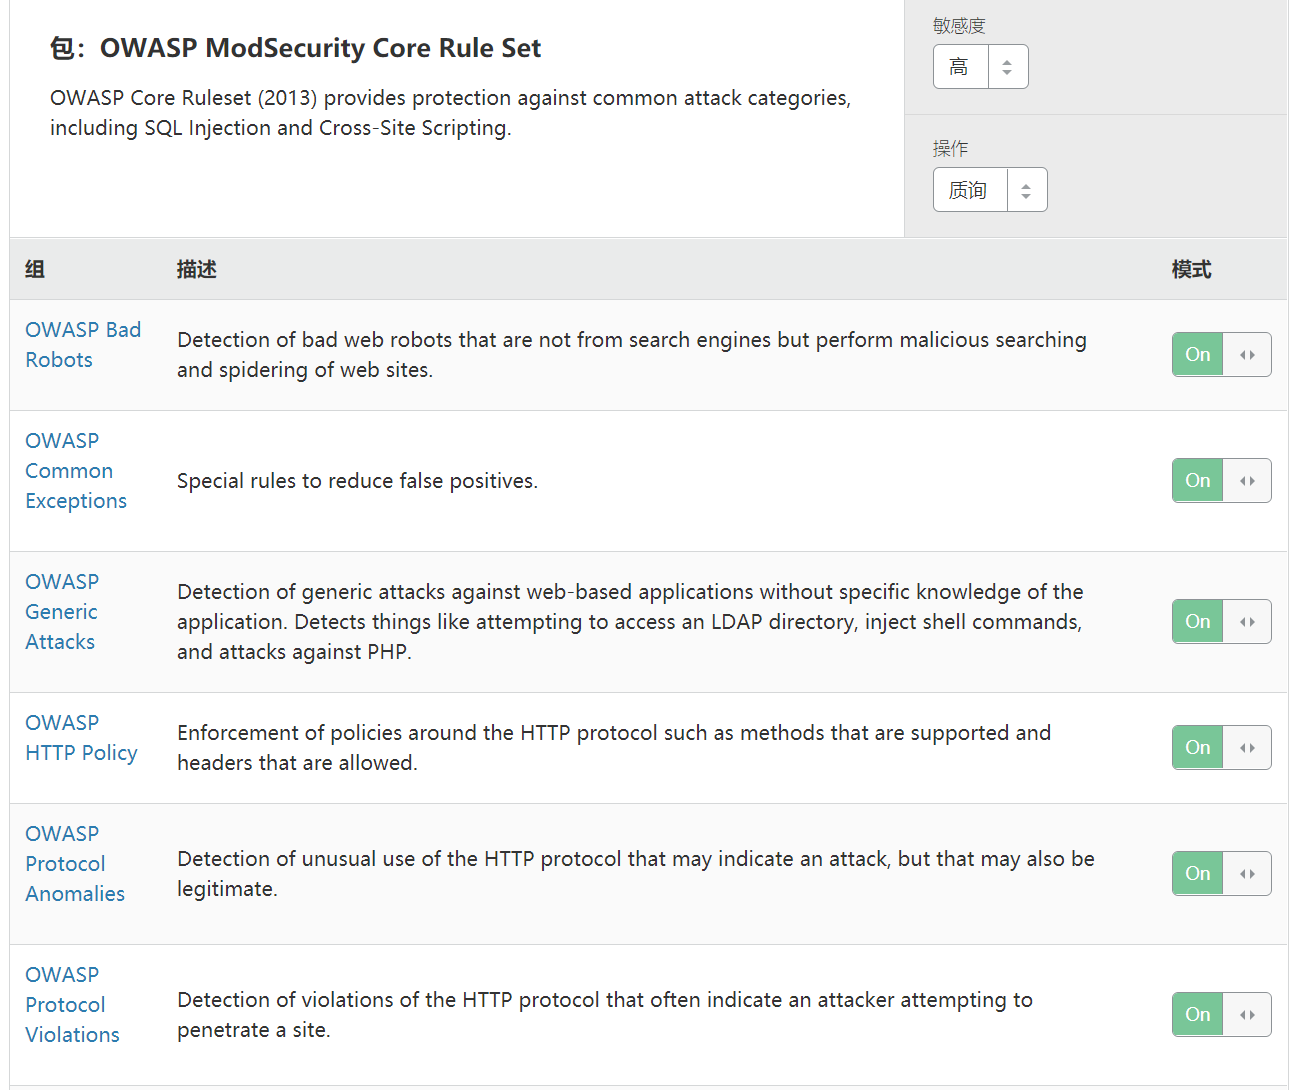 包：OWASP ModSecurity Core Rule Set
OWASP Core Ruleset (2013) provides protection against common attack categories,
including SQL Injection and Cross-Site Scripting.
敏感度
高
操作
质询
组 描述 模式
OWASP Bad
Robots
Detection of bad web robots that are not from search engines but perform malicious searching
and spidering of web sites.
On
OWASP
Common
Exceptions
Special rules to reduce false positives.
On
OWASP
Generic
Attacks
Detection of generic attacks against web-based applications without specific knowledge of the
application. Detects things like attempting to access an LDAP directory, inject shell commands,
and attacks against PHP.
On
OWASP
HTTP Policy
Enforcement of policies around the HTTP protocol such as methods that are supported and
headers that are allowed.
On
OWASP
Protocol
Anomalies
Detection of unusual use of the HTTP protocol that may indicate an attack, but that may also be
legitimate.
On
OWASP
Protocol
Violations
Detection of violations of the HTTP protocol that often indicate an attacker attempting to
penetrate a site.
On